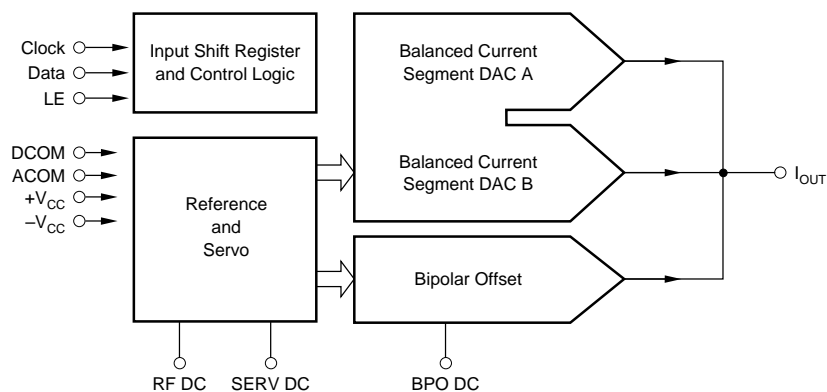 Clock
Data
LE
Input Shift Register
and Control Logic
Balanced Current
Segment DAC A
DCOM
ACOM
+VCC
–VCC
Reference
and
Servo
Balanced Current
Segment DAC B
IOUT
Bipolar Offset
RF DC
SERV DC
BPO DC